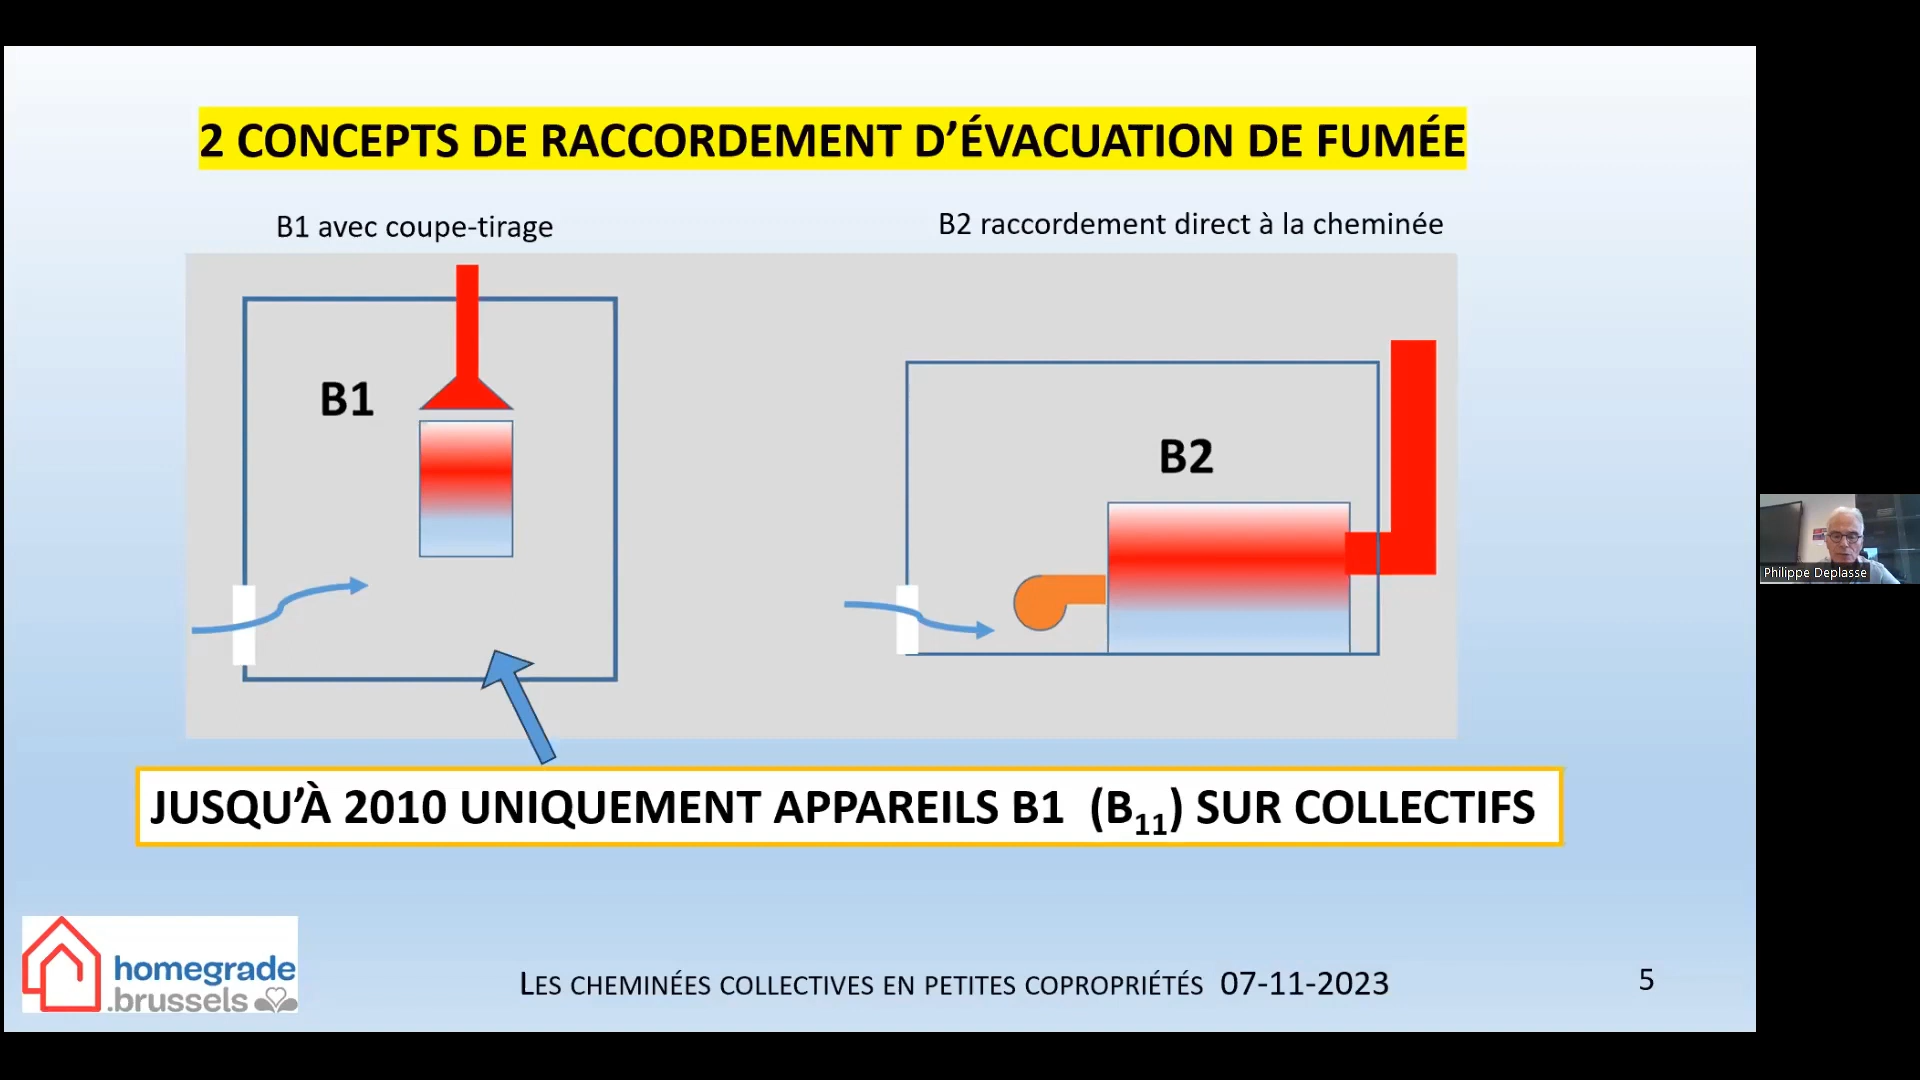 2 CONCEPTS DE RACCORDEMENT D’ÉVACUATION DE FUMÉE
B1 avec coupe-tirage
B2 raccordement direct à la cheminée
B1
B2
JUSQU’À 2010 UNIQUEMENT APPAREILS B1 (B11) SUR COLLECTIFS
Philippe Deplasse
homegrade
.brussels
LES CHEMINÉES COLLECTIVES EN PETITES COPROPRIÉTÉS 07-11-2023
5